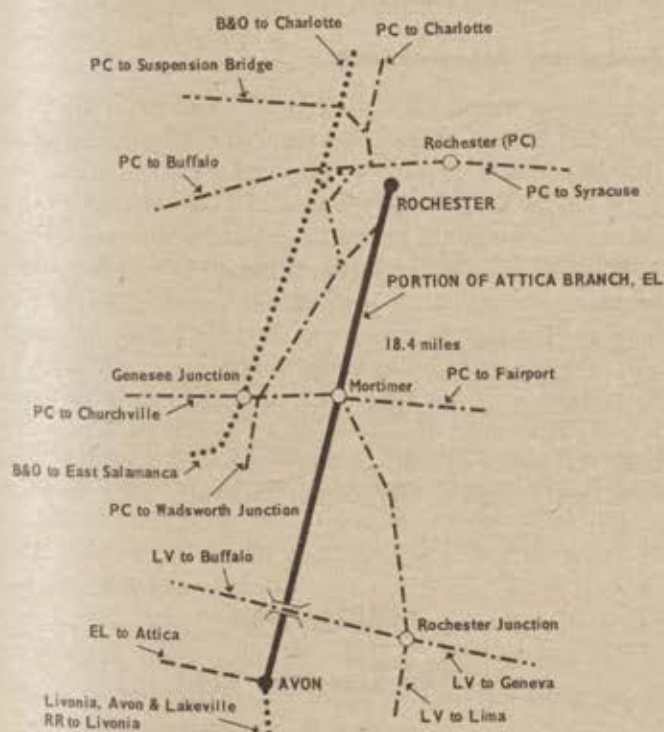 B&O to Charlotte
PC to Charlotte
PC to Suspension Bridge
Rochester (PC)
PC to Buffalo
PC to Syracuse
ROCHESTER
PORTION OF ATTICA BRANCH, EL
18.4 miles
Genesee Junction
Mortimer
PC to Fairport
PC to Churchville
B&O to East Salamanca
PC to Wadsworth Junction
LV to Buffalo
Rochester Junction
EL to Attica
AVON
LV to Geneva
Livonia, Avon & Lakeville
RR to Livonia
LV to Lima